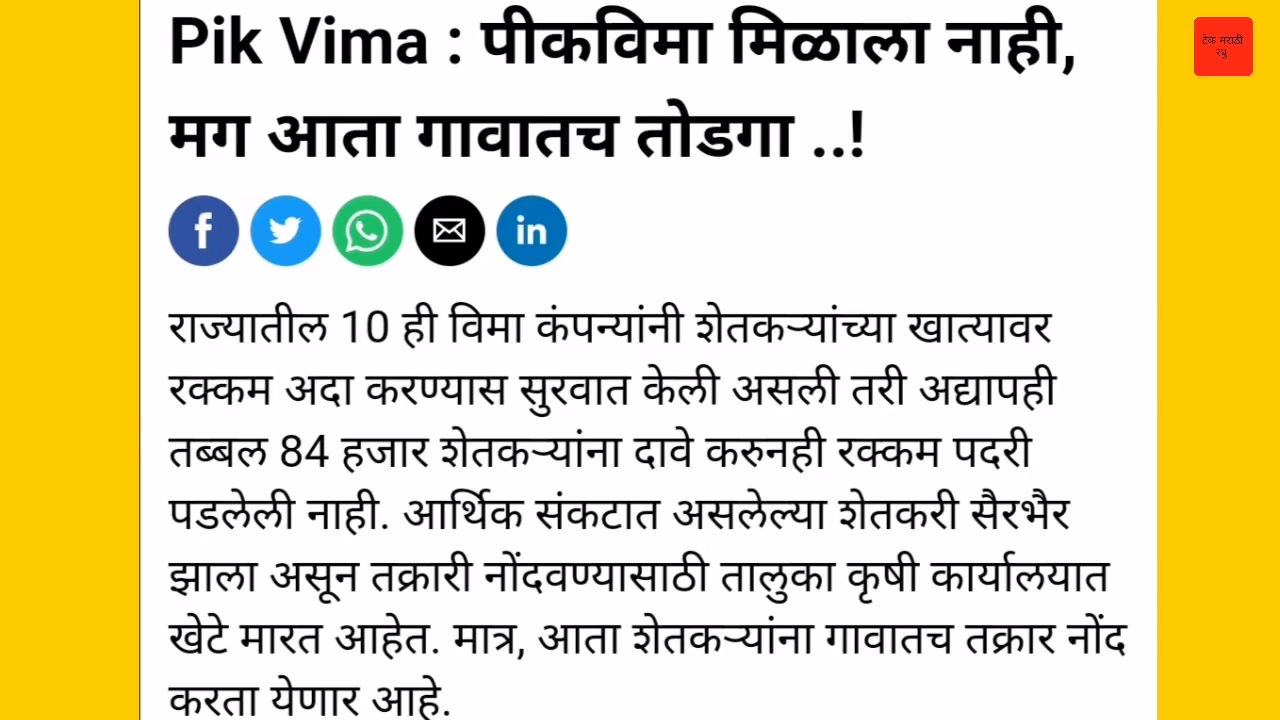 Pik Vima : पीकविमा मिळाला नाही,
मग आता गावातच तोडगा ..!
राज्यातील 10 ही विमा कंपन्यांनी शेतकऱ्यांच्या खात्यावर
रक्कम अदा करण्यास सुरवात केली असली तरी अद्यापही
तब्बल 84 हजार शेतकऱ्यांना दावे करुनही रक्कम पदरी
पडलेली नाही. आर्थिक संकटात असलेल्या शेतकरी सैरभैर
झाला असून तक्रारी नोंदवण्यासाठी तालुका कृषी कार्यालयात
खेटे मारत आहेत. मात्र, आता शेतकऱ्यांना गावातच तक्रार नोंद
करता येणार आहे.
टेक मराठी
रघु